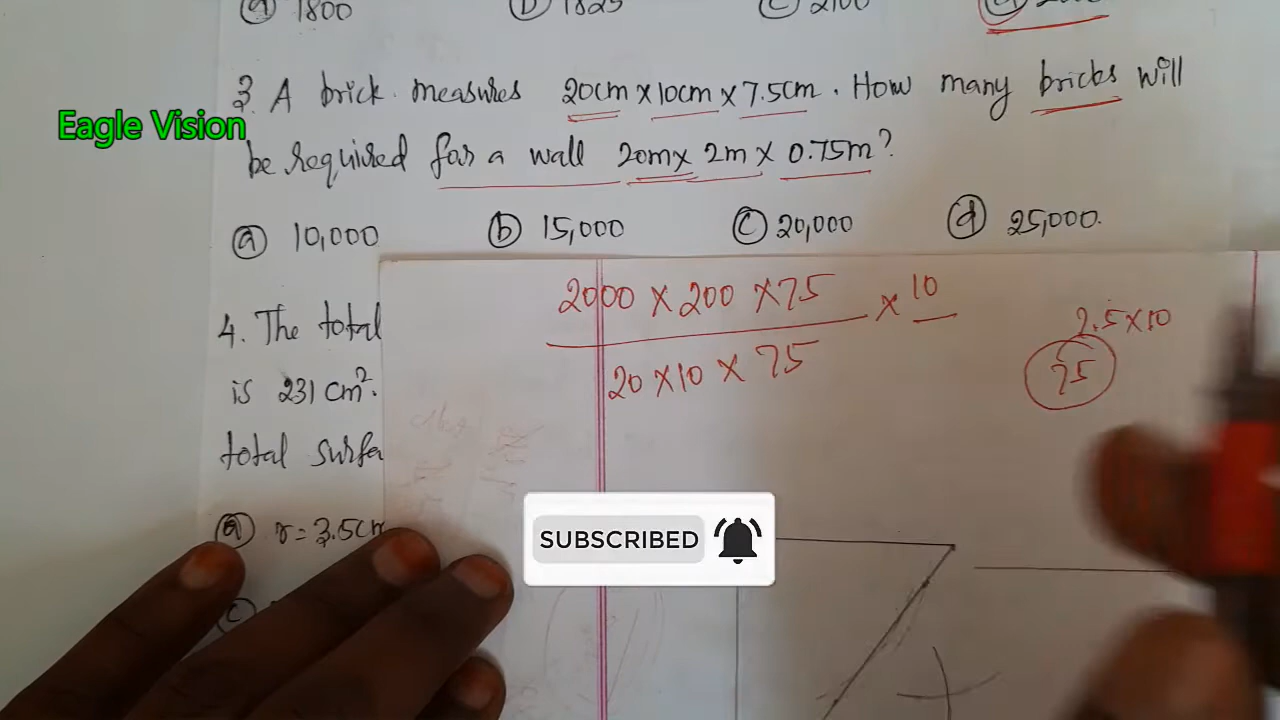 (a) 1800 (b) 1825 (c) 2100 (d)
3. A brick measures 20cm x 10cm x 7.5cm. How many bricks will
Eagle Vision
be required for a wall 20m x 2m x 0.75m?
(a) 10,000 (b) 15,000 (c) 20,000 (d) 25,000.
2000 x 200 x 75 x 10
20 x 10 x 75
2.5 x 10
75
4. The total
is 231 cm².
total surfa
(a) r = 3.5cm
(c)
SUBSCRIBED